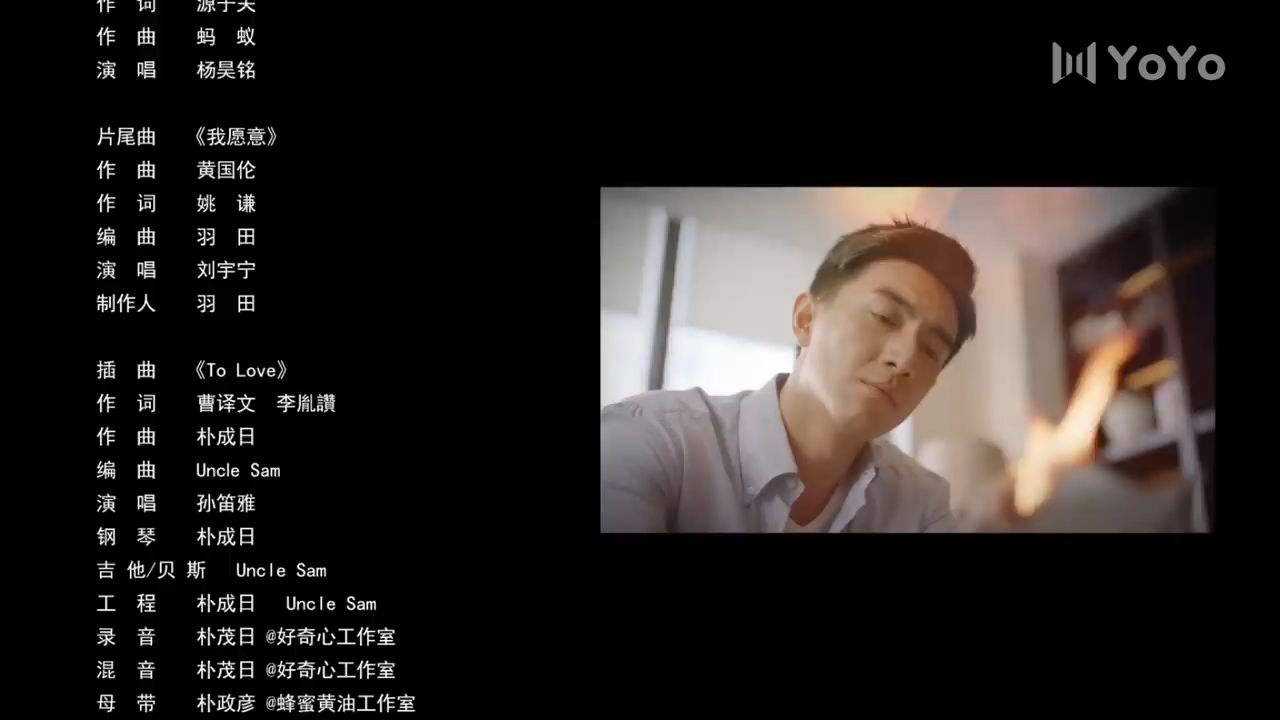 作 词 源子夫
作 曲 蚂 蚁
演 唱 杨昊铭
片尾曲 《我愿意》
作 曲 黄国伦
作 词 姚 谦
编 曲 羽 田
演 唱 刘宇宁
制作人 羽 田
插 曲 《To Love》
作 词 曹译文 李胤讚
作 曲 朴成日
编 曲 Uncle Sam
演 唱 孙笛雅
钢 琴 朴成日
吉 他/贝 斯 Uncle Sam
工 程 朴成日 Uncle Sam
录 音 朴茂日 @好奇心工作室
混 音 朴茂日 @好奇心工作室
母 带 朴政彦 @蜂蜜黄油工作室
YoYo